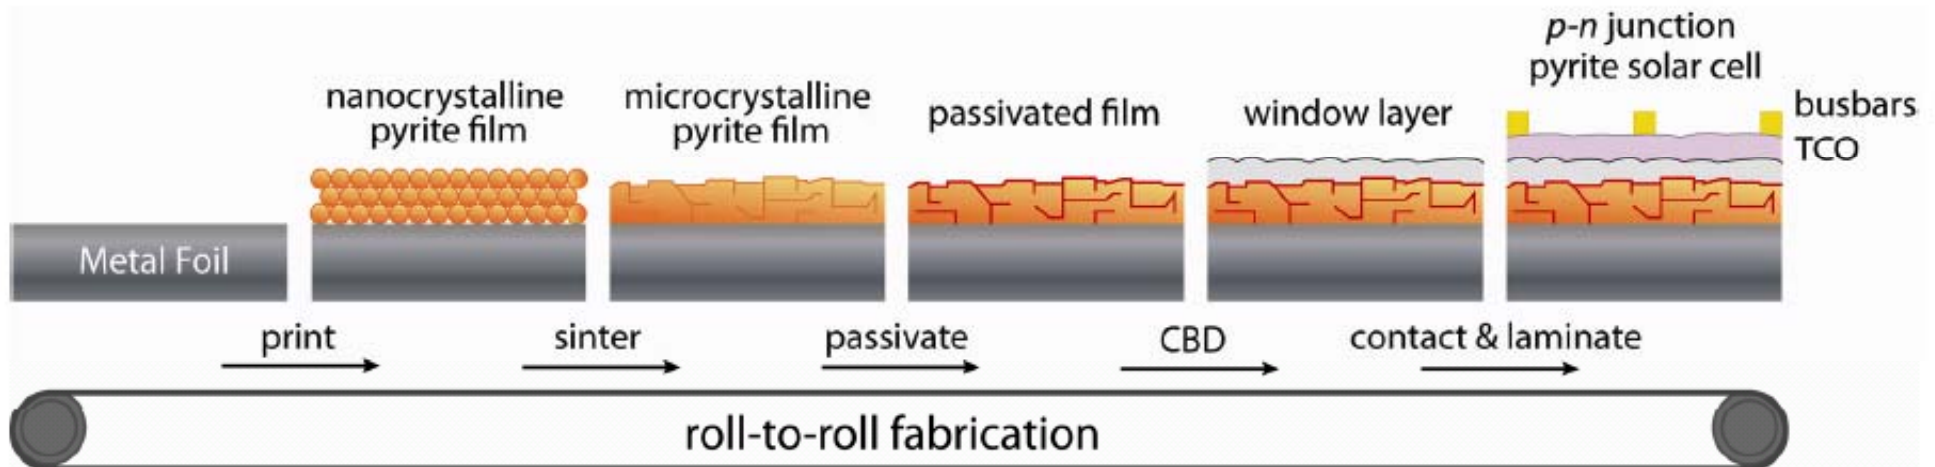 p-n junction
pyrite solar cell
nanocrystalline
pyrite film
microcrystalline
pyrite film
passivated film
window layer
busbars
TCO
Metal Foil
print
sinter
passivate
CBD
contact & laminate
roll-to-roll fabrication